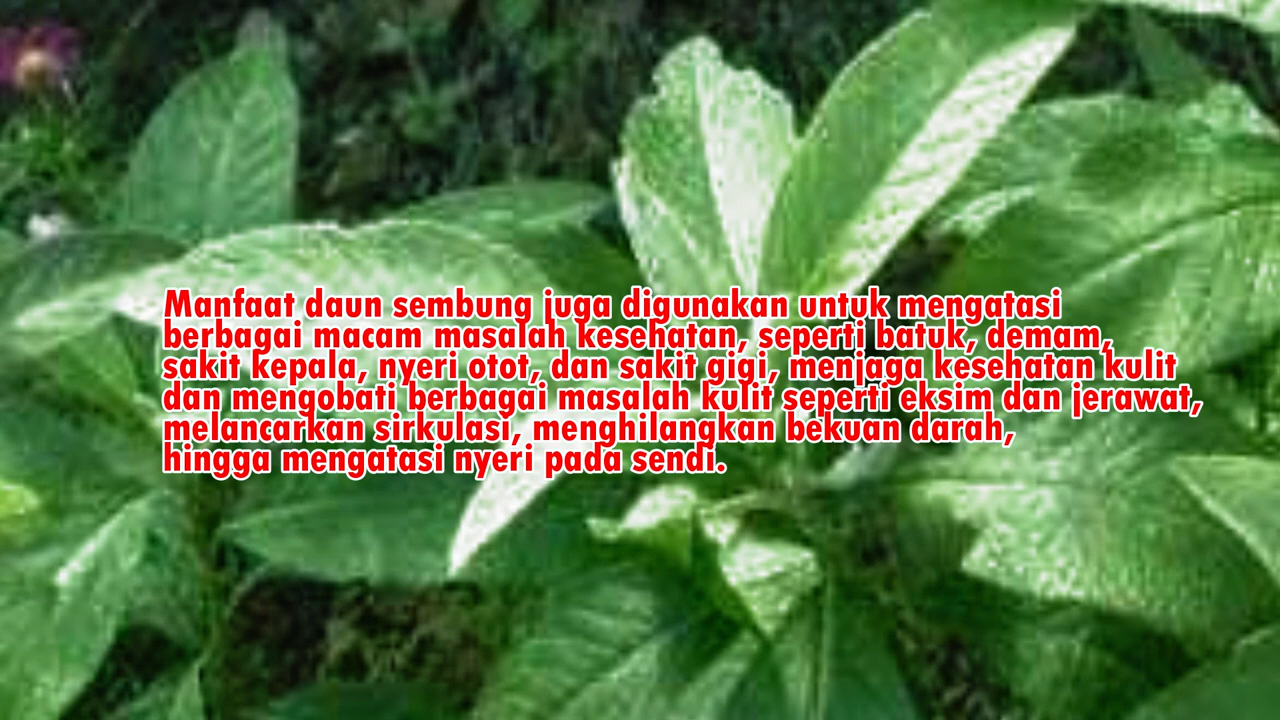 Manfaat daun sembung juga digunakan untuk mengatasi
berbagai macam masalah kesehatan, seperti batuk, demam,
sakit kepala, nyeri otot, dan sakit gigi, menjaga kesehatan kulit
dan mengobati berbagai masalah kulit seperti eksim dan jerawat,
melancarkan sirkulasi, menghilangkan bekuan darah,
hingga mengatasi nyeri pada sendi.